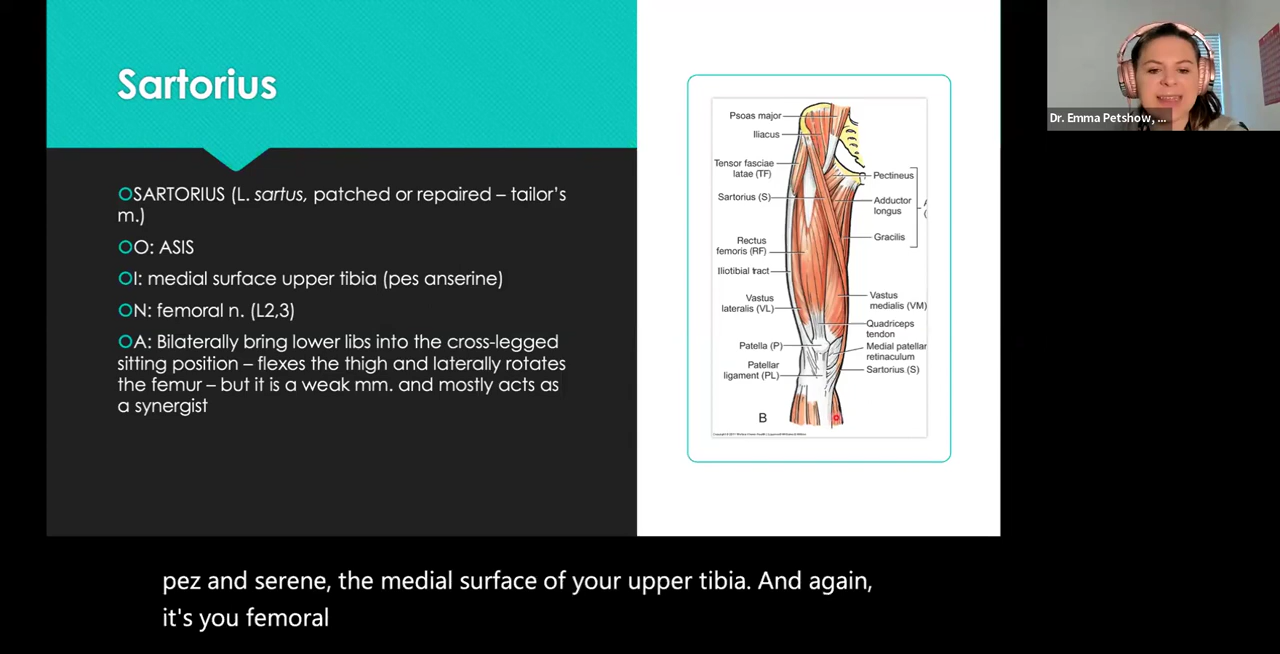 Sartorius
SARTORIUS (L. sartus, patched or repaired – tailor's
m.)
O: ASIS
I: medial surface upper tibia (pes anserine)
N: femoral n. (L2,3)
A: Bilaterally bring lower libs into the cross-legged
sitting position – flexes the thigh and laterally rotates
the femur – but it is a weak mm. and mostly acts as
a synergist
Psoas major
Iliacus
Tensor fasciae
latae (TF)
Sartorius (S)
Rectus
femoris (RF)
Iliotibial tract
Vastus
lateralis (VL)
Patella (P)
Patellar
ligament (PL)
Pectineus
Adductor
longus
Gracilis
A
(
Vastus
medialis (VM)
Quadriceps
tendon
Medial patellar
retinaculum
Sartorius (S)
B
Dr. Emma Petshow, ...
pez and serene, the medial surface of your upper tibia. And again,
it's you femoral